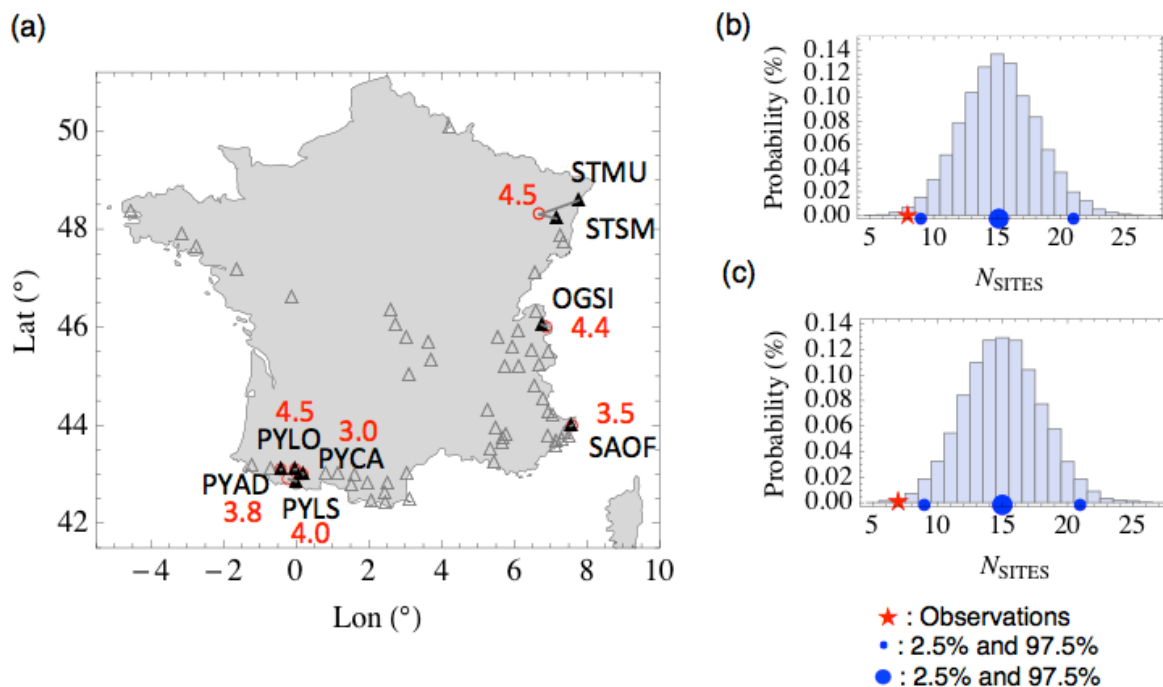 (a)
Lat (°)
50
48
46
44
42
STMU
4.5
STSM
OGSI
4.4
4.5
3.0
3.5
PYLO
PYCA
SAOF
PYAD
PYLS
3.8
4.0
−4 −2 0 2 4 6 8 10
Lon (°)
(b)
Probability (%)
0.14
0.12
0.10
0.08
0.06
0.04
0.02
0.00
5 10 15 20 25
N_SITES
(c)
Probability (%)
0.14
0.12
0.10
0.08
0.06
0.04
0.02
0.00
5 10 15 20 25
N_SITES
: Observations
: 2.5% and 97.5%
: 2.5% and 97.5%